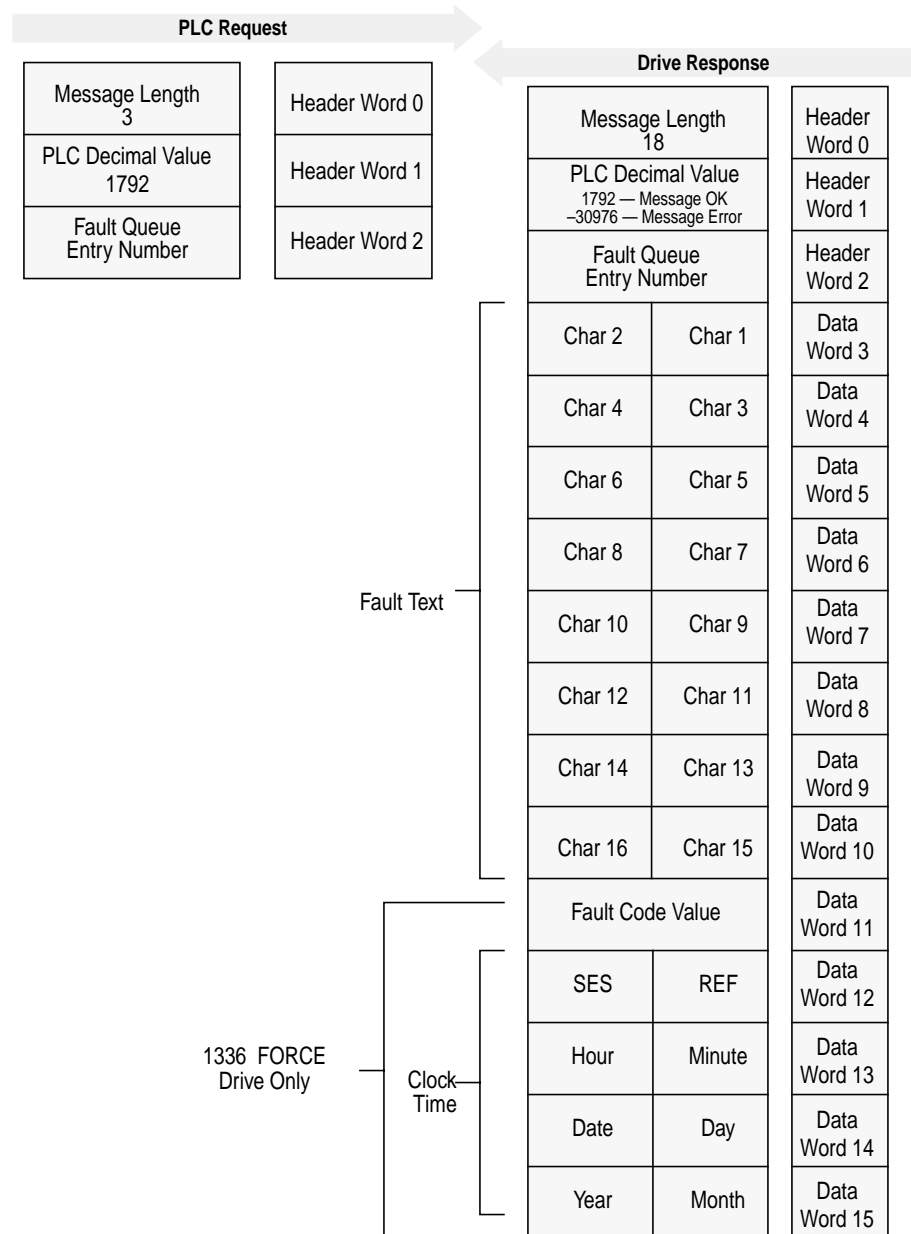 PLC Request
Drive Response
Message Length
3
Header Word 0
PLC Decimal Value
1792
Header Word 1
Fault Queue
Entry Number
Header Word 2
Message Length
18
Header
Word 0
PLC Decimal Value
1792 — Message OK
–30976 — Message Error
Header
Word 1
Fault Queue
Entry Number
Header
Word 2
Fault Text
Char 2
Char 1
Data
Word 3
Char 4
Char 3
Data
Word 4
Char 6
Char 5
Data
Word 5
Char 8
Char 7
Data
Word 6
Char 10
Char 9
Data
Word 7
Char 12
Char 11
Data
Word 8
Char 14
Char 13
Data
Word 9
Char 16
Char 15
Data
Word 10
1336 FORCE
Drive Only
Fault Code Value
Data
Word 11
Clock
Time
SES
REF
Data
Word 12
Hour
Minute
Data
Word 13
Date
Day
Data
Word 14
Year
Month
Data
Word 15